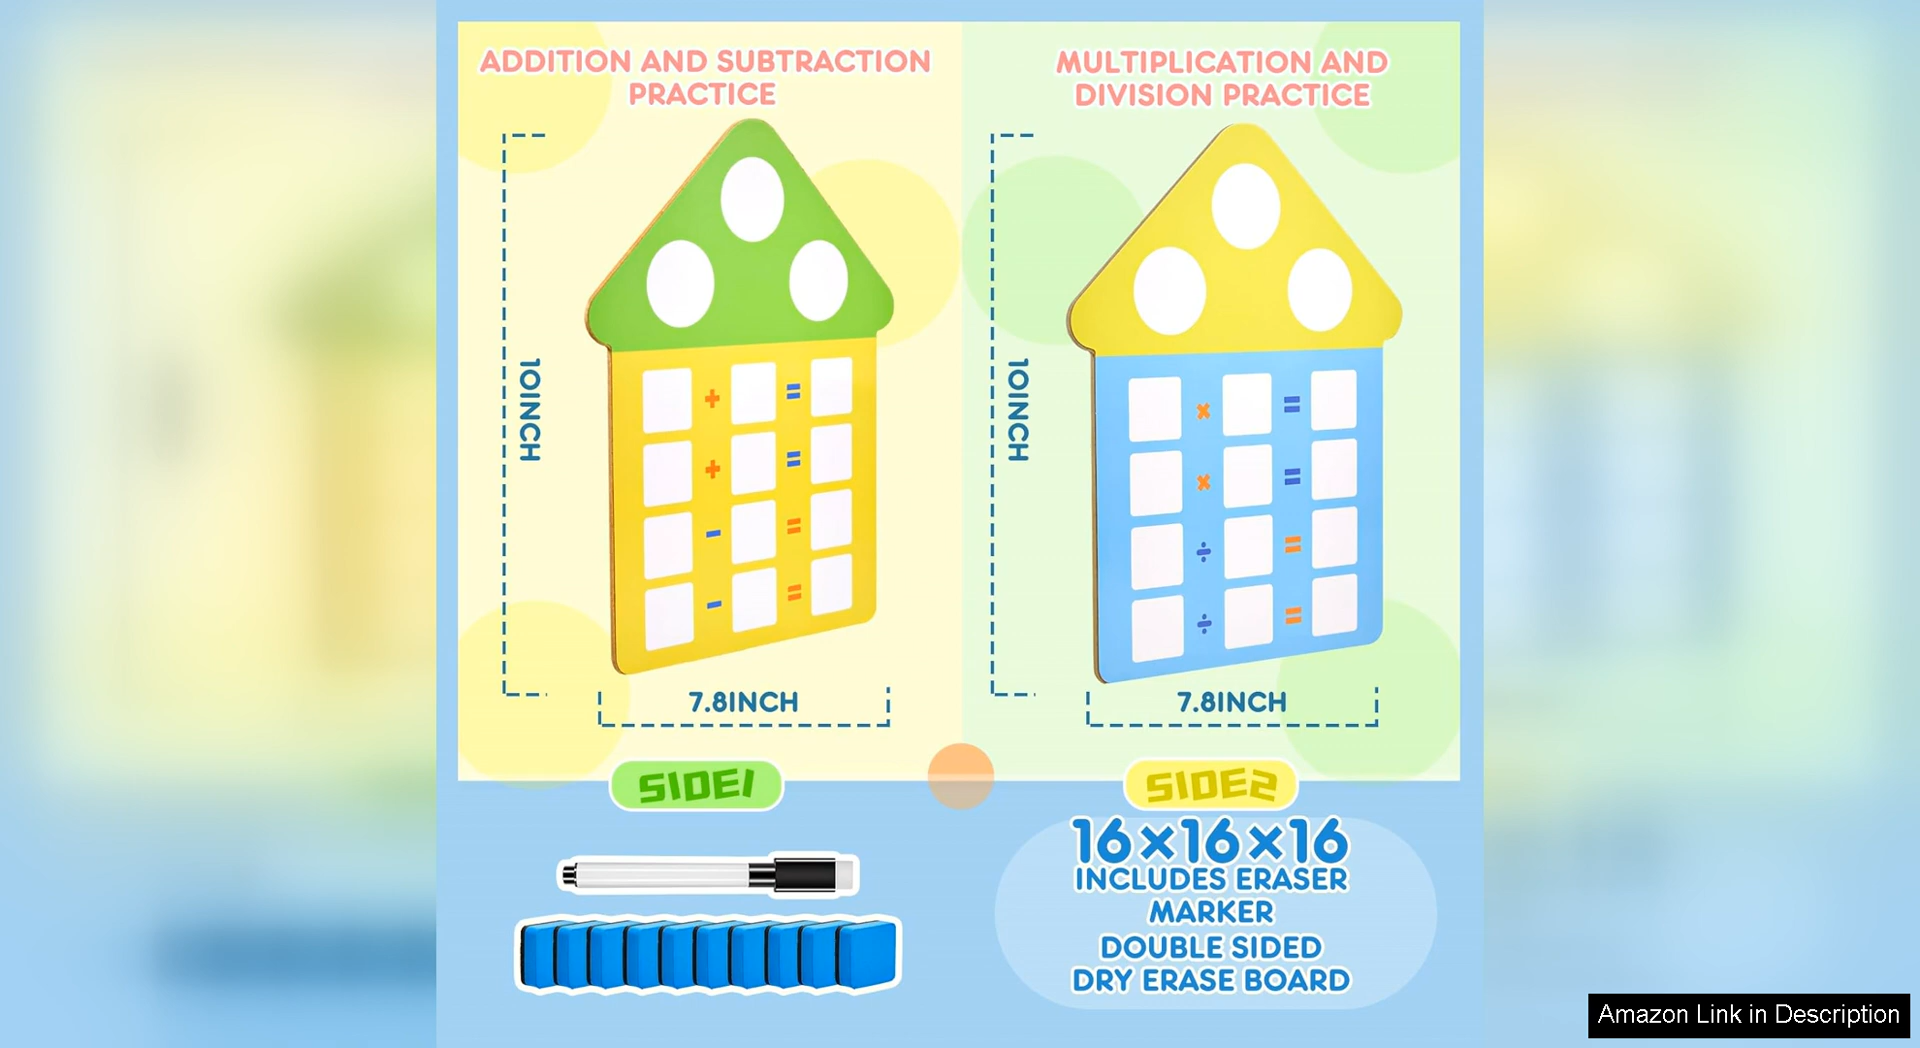 ADDITION AND SUBTRACTION
PRACTICE
MULTIPLICATION AND
DIVISION PRACTICE
10INCH
10INCH
+ =
+ =
- =
- =
× =
× =
÷ =
÷ =
7.8INCH
7.8INCH
SIDE1
SIDE2
16×16×16
INCLUDES ERASER
MARKER
DOUBLE SIDED
DRY ERASE BOARD
Amazon Link in Description